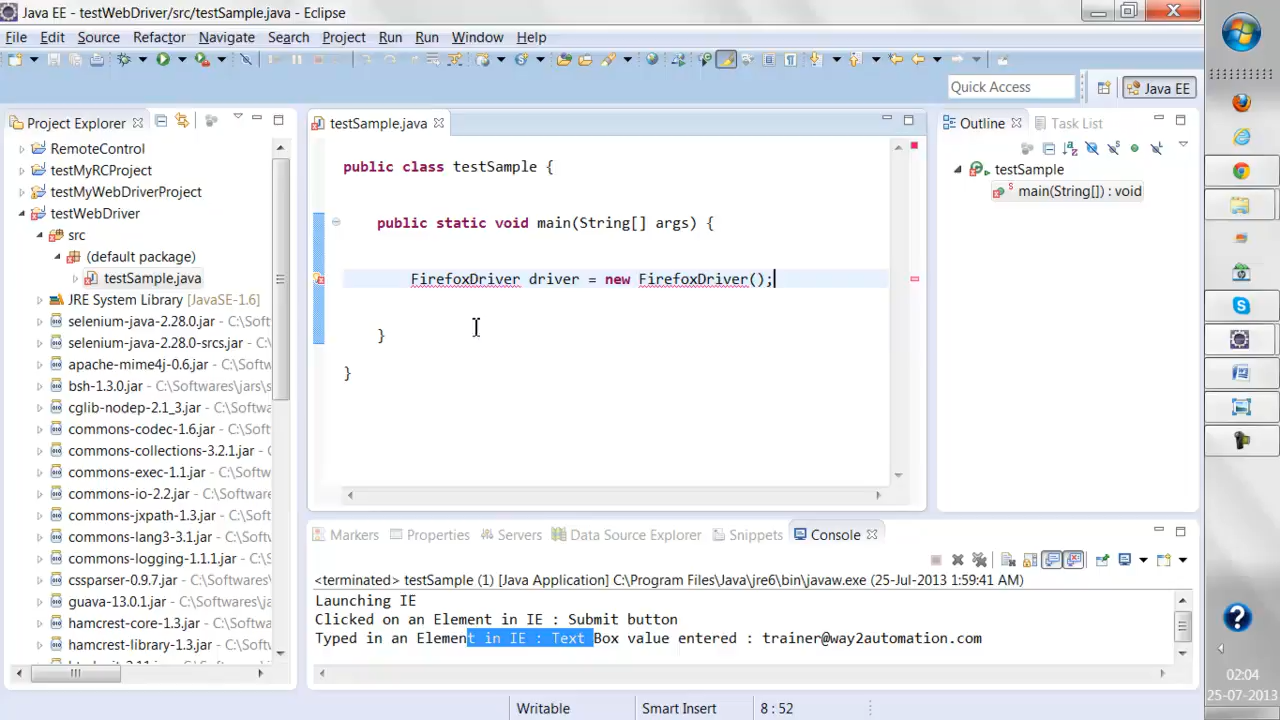 Java EE - testWebDriver/src/testSample.java - Eclipse
File Edit Source Refactor Navigate Search Project Run Run Window Help
Quick Access
Java EE
Project Explorer
RemoteControl
testMyRCProject
testMyWebDriverProject
testWebDriver
src
(default package)
testSample.java
JRE System Library [JavaSE-1.6]
selenium-java-2.28.0.jar - C:\Soft
selenium-java-2.28.0-srcs.jar - C:
apache-mime4j-0.6.jar - C:\Softw
bsh-1.3.0.jar - C:\Softwares\jars\s
cglib-nodep-2.1_3.jar - C:\Softwa
commons-codec-1.6.jar - C:\Softw
commons-collections-3.2.1.jar - C
commons-exec-1.1.jar - C:\Softwa
commons-io-2.2.jar - C:\Software
commons-jxpath-1.3.jar - C:\Softw
commons-lang3-3.1.jar - C:\Softw
commons-logging-1.1.1.jar - C:\S
cssparser-0.9.7.jar - C:\Softwares\
guava-13.0.1.jar - C:\Softwares\ja
hamcrest-core-1.3.jar - C:\Softwa
hamcrest-library-1.3.jar - C:\Softw
testSample.java
public class testSample {
public static void main(String[] args) {
FirefoxDriver driver = new FirefoxDriver();
}
}
Outline Task List
testSample
main(String[]) : void
Markers Properties Servers Data Source Explorer Snippets Console
<terminated> testSample (1) [Java Application] C:\Program Files\Java\jre6\bin\javaw.exe (25-Jul-2013 1:59:41 AM)
Launching IE
Clicked on an Element in IE : Submit button
Typed in an Element in IE : Text Box value entered : trainer@way2automation.com
Writable Smart Insert 8 : 52
02:04
25-07-2013